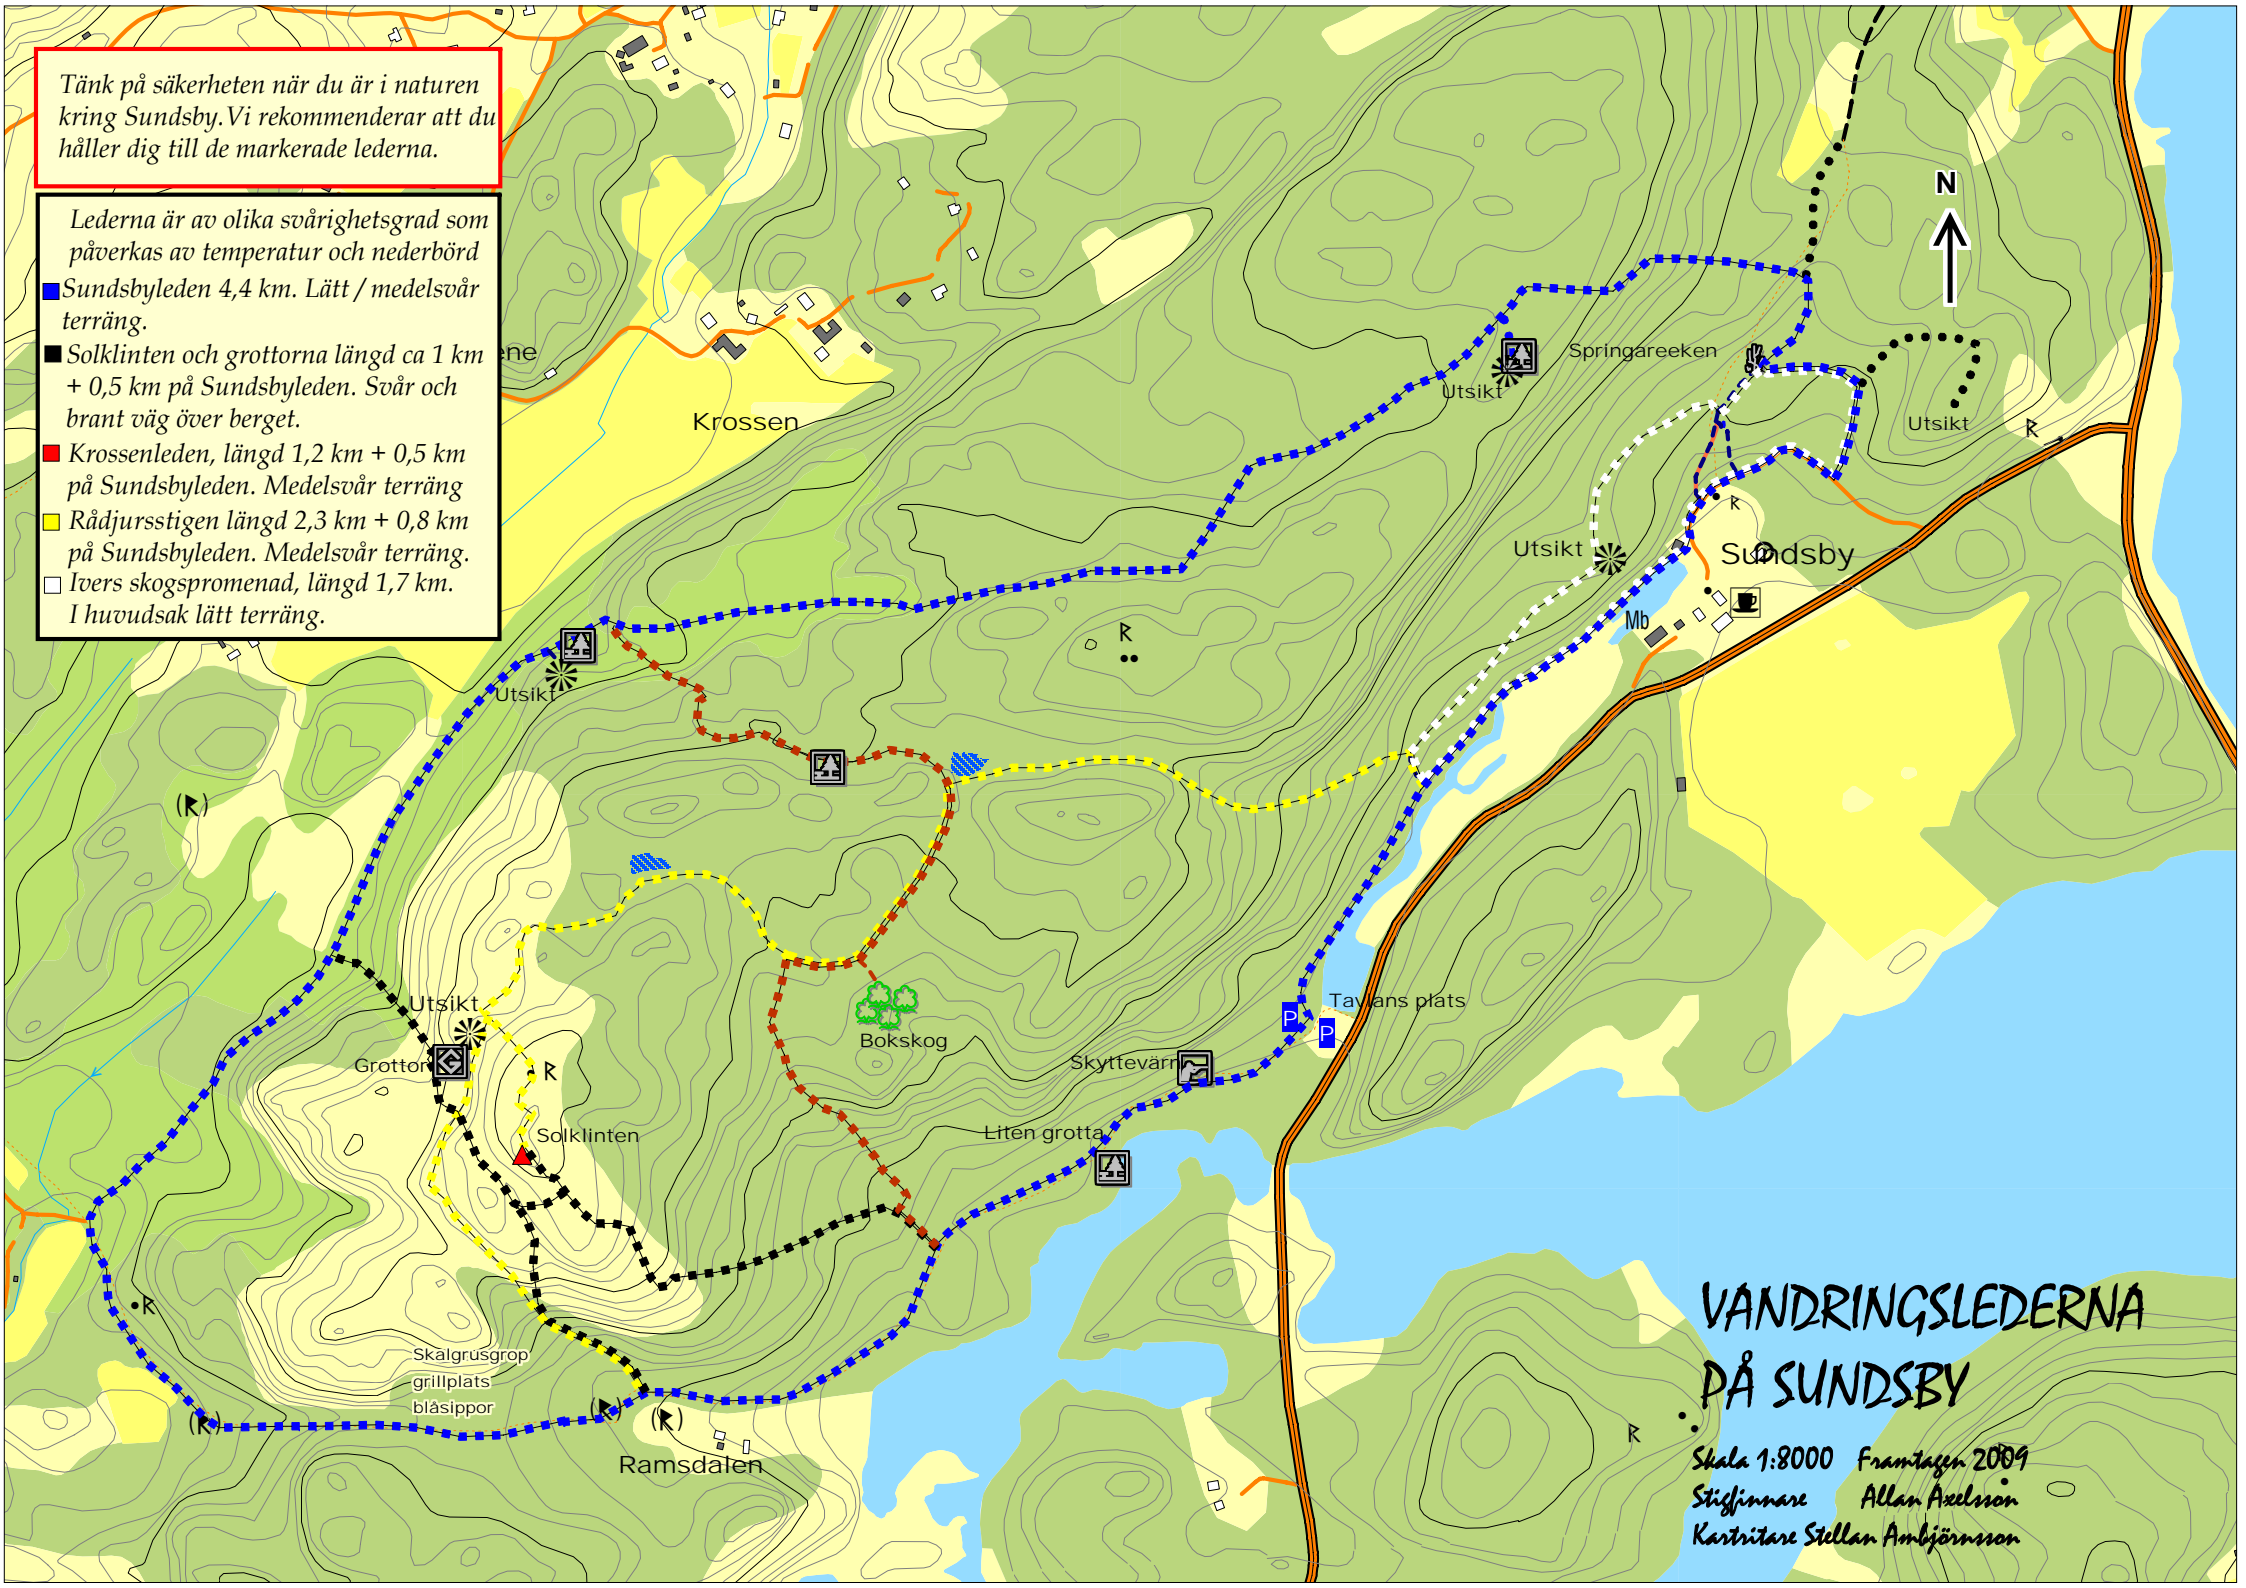 Tänk på säkerheten när du är i naturen
kring Sundsby. Vi rekommenderar att du
håller dig till de markerade lederna.
Lederna är av olika svårighetsgrad som
påverkas av temperatur och nederbörd
Sundsbyleden 4,4 km. Lätt / medelsvår
terräng.
Solklinten och grottorna längd ca 1 km
+ 0,5 km på Sundsbyleden. Svår och
brant väg över berget.
Krossenleden, längd 1,2 km + 0,5 km
på Sundsbyleden. Medelsvår terräng
Rådjursstigen längd 2,3 km + 0,8 km
på Sundsbyleden. Medelsvår terräng.
Ivers skogspromenad, längd 1,7 km.
I huvudsak lätt terräng.
N
ene
Krossen
Springareeken
Utsikt
Utsikt
R
R
Utsikt
Sundsby
Mb
R
Utsikt
(R)
Utsikt
Grottor
R
Bokskog
Tavlans plats
P
P
Skyttevärn
Solklinten
Liten grotta
R
Skalgrusgrop
grillplats
blåsippor
(R)
(R)
(R)
Ramsdalen
R
R
VANDRINGSLEDERNA
PÅ SUNDSBY
Skala 1:8000 Framtagen 2009
Stigfinnare Allan Axelsson
Kartritare Stellan Ambjörnsson